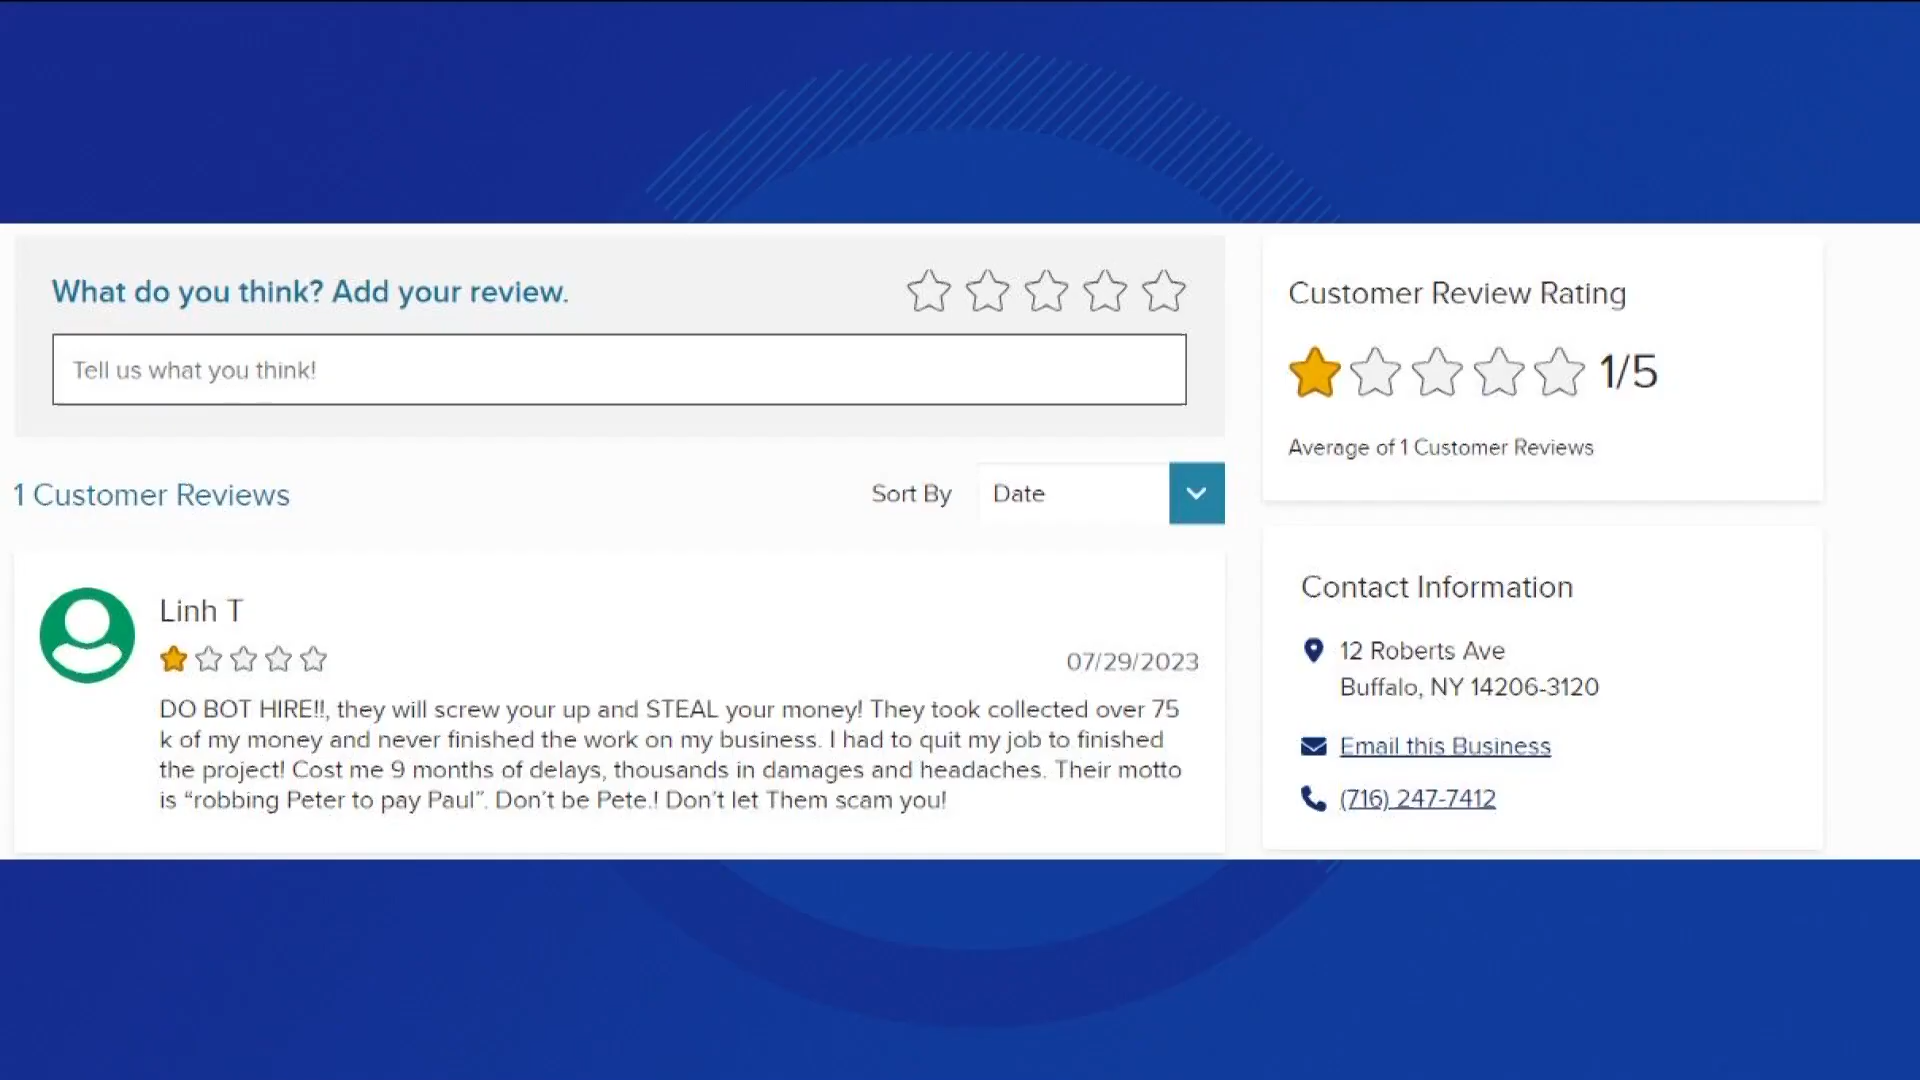 What do you think? Add your review.
Tell us what you think!
1 Customer Reviews
Sort By Date
Linh T
07/29/2023
DO BOT HIRE!!, they will screw your up and STEAL your money! They took collected over 75
k of my money and never finished the work on my business. I had to quit my job to finished
the project! Cost me 9 months of delays, thousands in damages and headaches. Their motto
is “robbing Peter to pay Paul”. Don’t be Pete.! Don’t let Them scam you!
Customer Review Rating
1/5
Average of 1 Customer Reviews
Contact Information
12 Roberts Ave
Buffalo, NY 14206-3120
Email this Business
(716) 247-7412